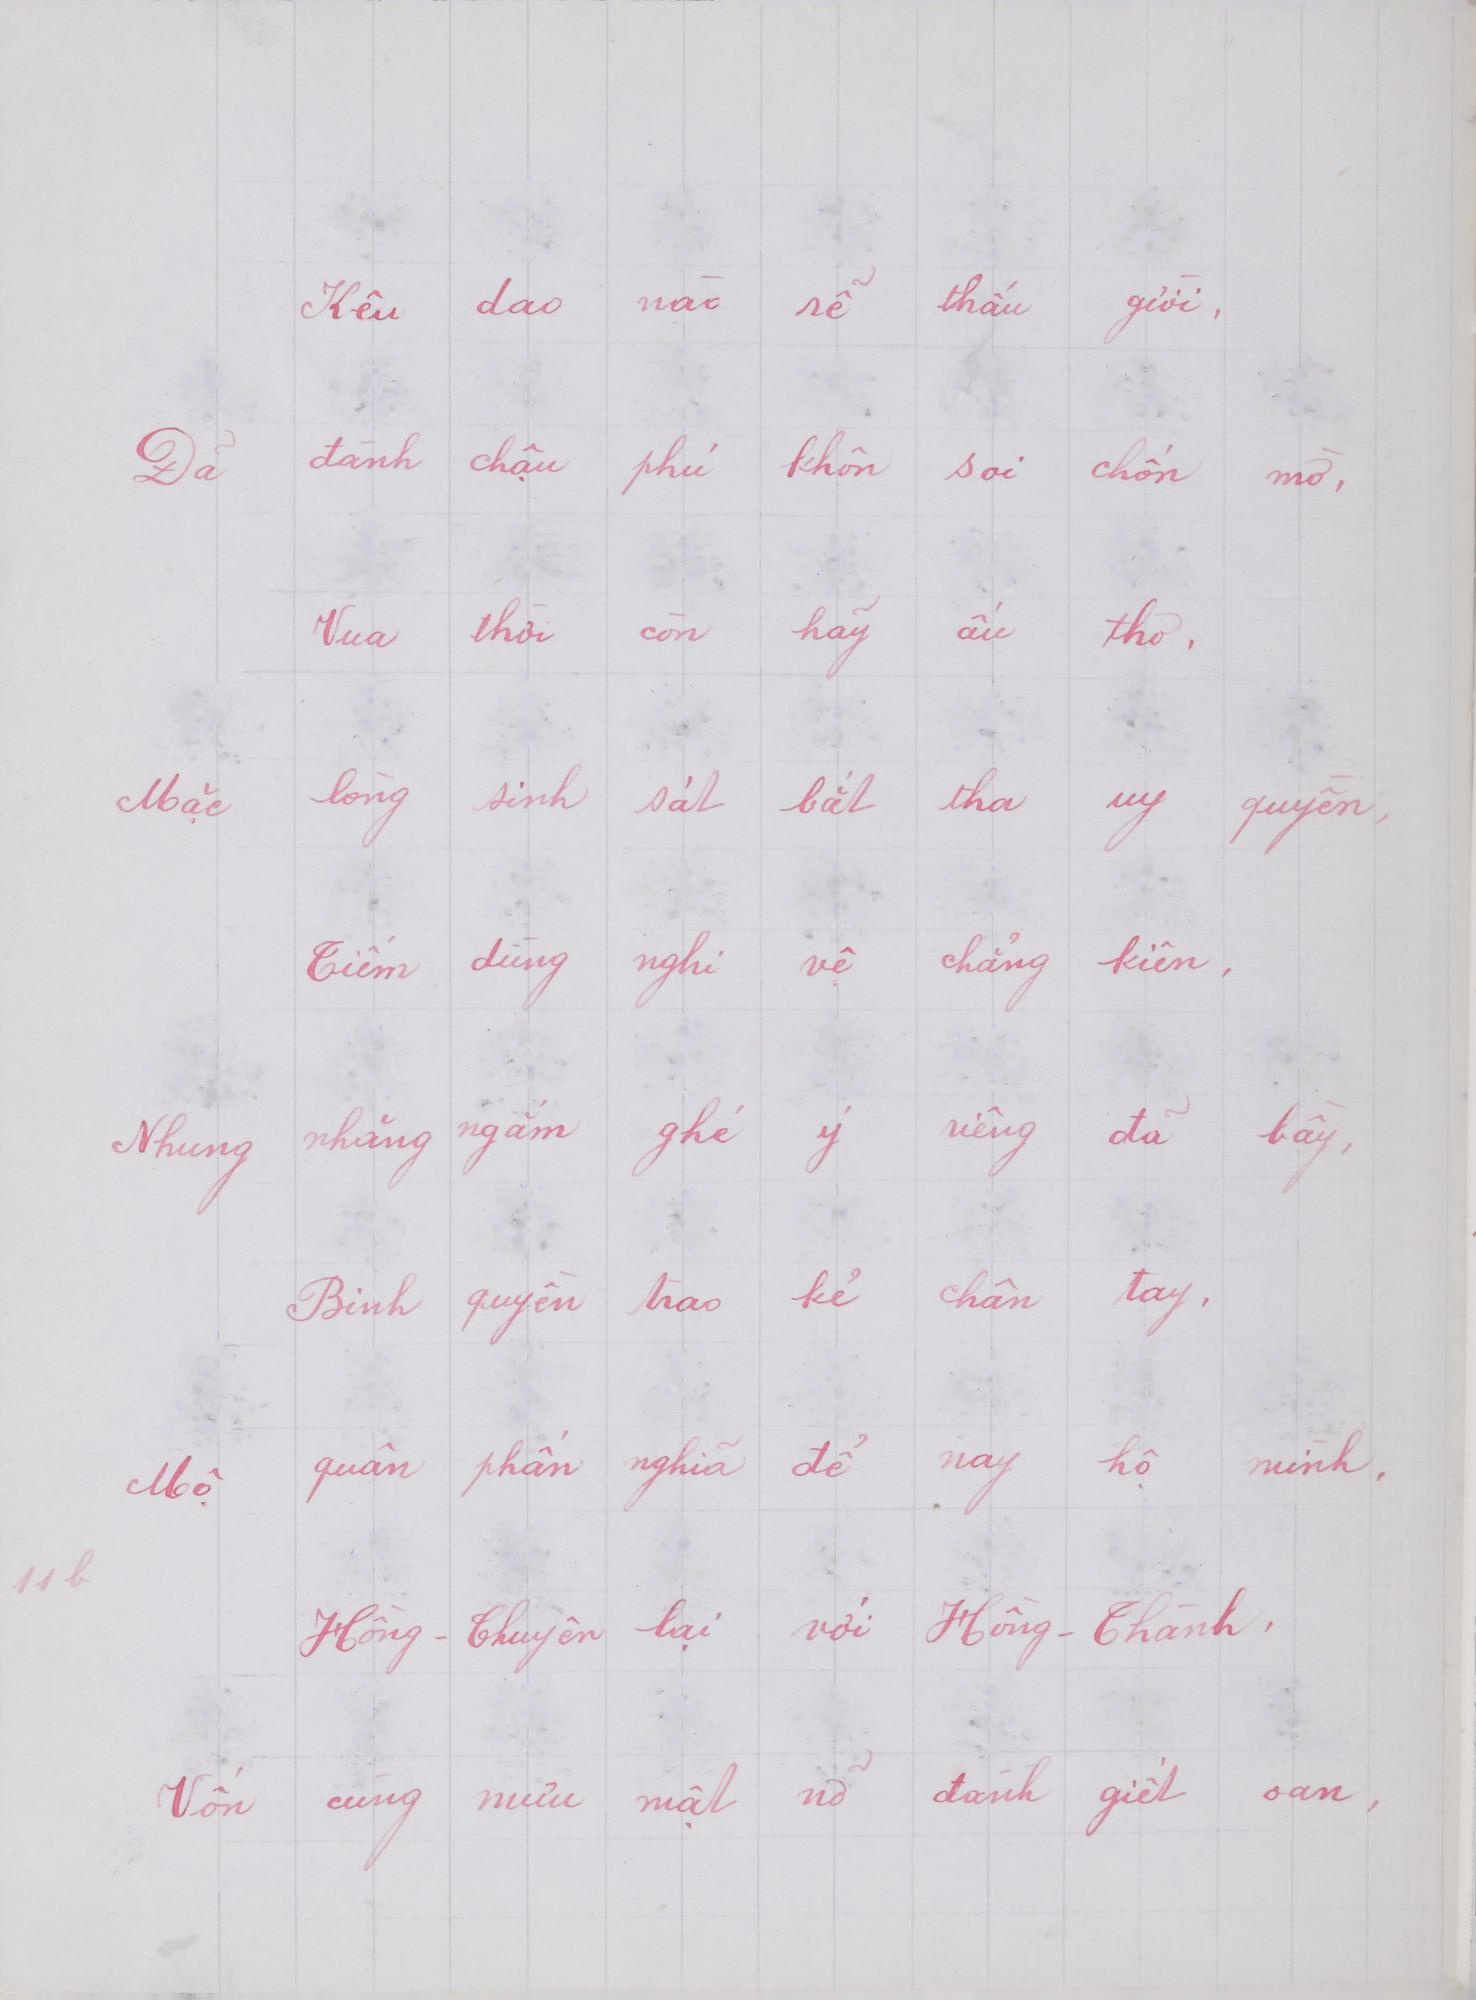 Kêu dao nào rễ thấu giời,
Đã đành chậu phú khôn soi chốn mờ,
Vua thời còn hãy ấu thơ,
Mặc lòng sinh sát bắt tha uy quyền,
Tiếm dùng nghi vệ chẳng kiên,
Nhung nhăng ngắm ghé ý riêng đã bầy,
Binh quyền trao kẻ chân tay,
Mộ quân phấn nghĩa để nay hộ mình,
11b
Hồng-Chuyên lại với Hồng-Thành,
Vốn cùng mưu mật nỡ đành giết oan,